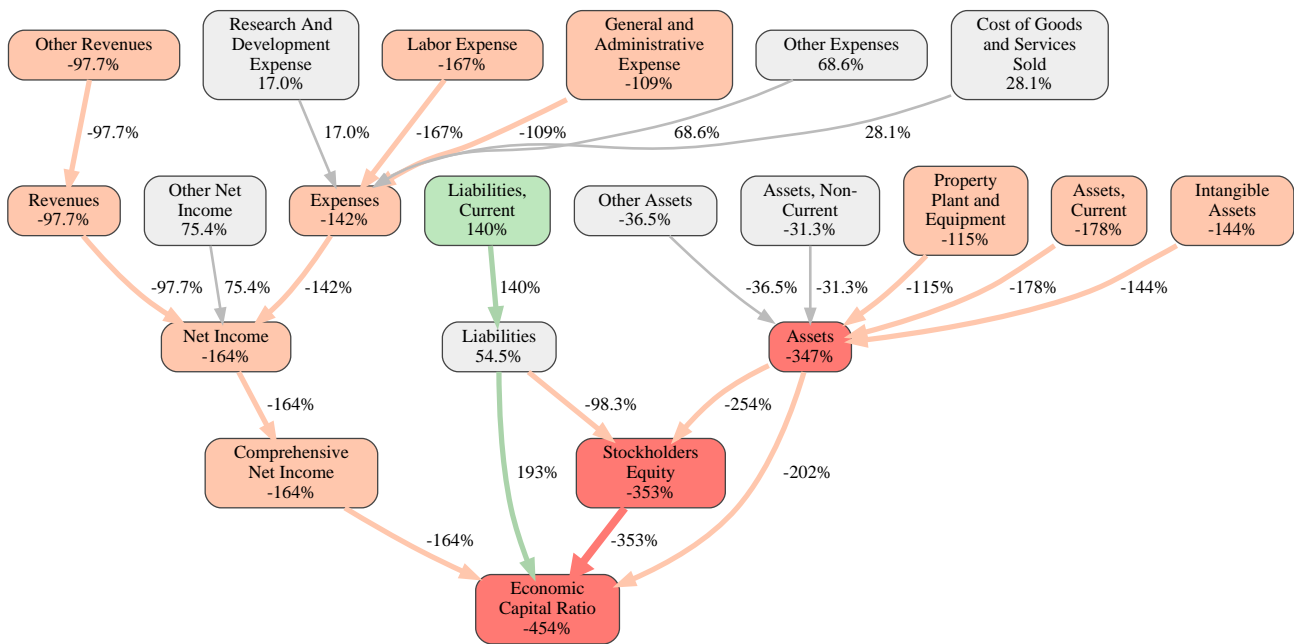 Other Revenues
-97.7%
Research And
Development
Expense
17.0%
Labor Expense
-167%
General and
Administrative
Expense
-109%
Other Expenses
68.6%
Cost of Goods
and Services
Sold
28.1%
-97.7%
17.0%
-167%
-109%
68.6%
28.1%
Revenues
-97.7%
Other Net
Income
75.4%
Expenses
-142%
Liabilities,
Current
140%
Other Assets
-36.5%
Assets, Non-
Current
-31.3%
Property
Plant and
Equipment
-115%
Assets,
Current
-178%
Intangible
Assets
-144%
-97.7%
75.4%
-142%
140%
-36.5%
-31.3%
-115%
-178%
-144%
Net Income
-164%
Liabilities
54.5%
Assets
-347%
-164%
-98.3%
-254%
Comprehensive
Net Income
-164%
193%
Stockholders
Equity
-353%
-202%
-164%
-353%
Economic
Capital Ratio
-454%